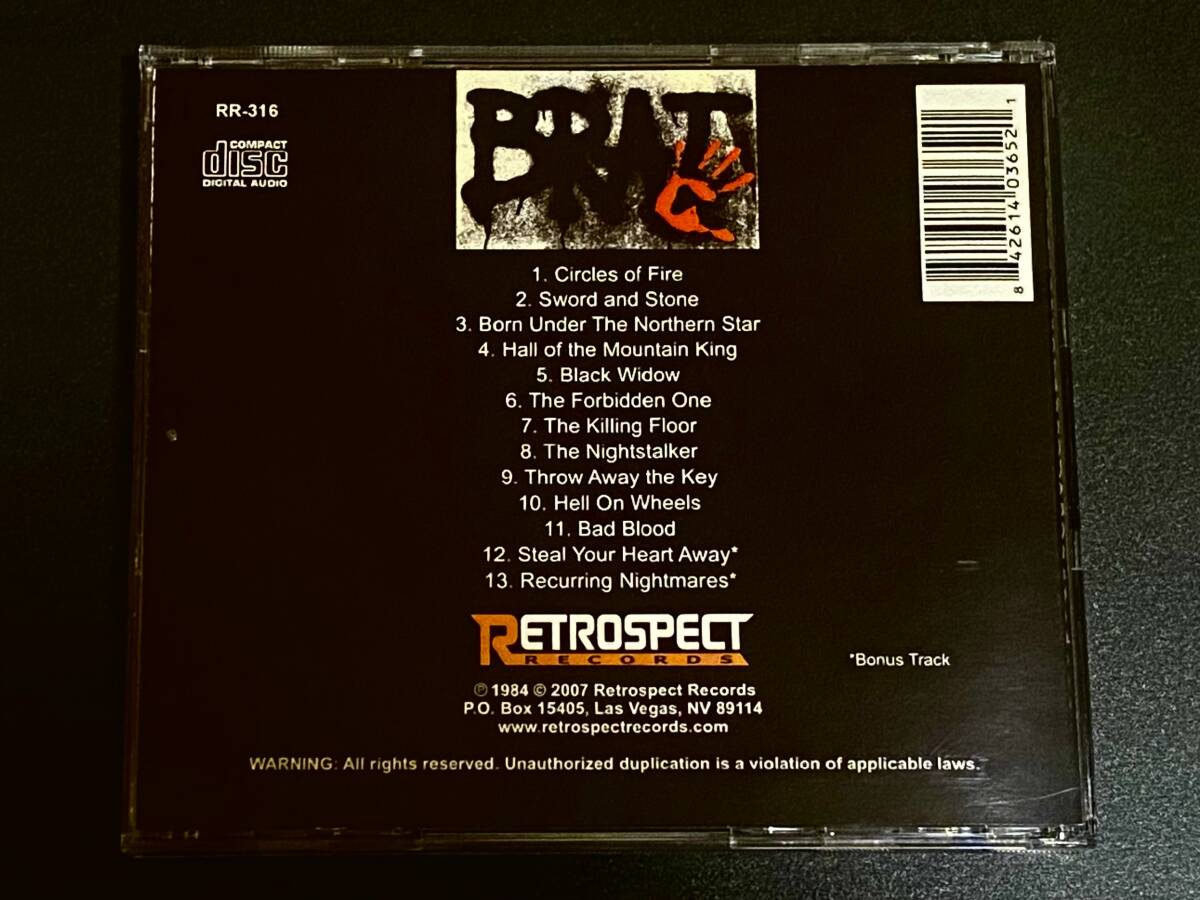 RR-316
COMPACT
disc
DIGITAL AUDIO
BRAT
8 42614 03652 1
1. Circles of Fire
2. Sword and Stone
3. Born Under The Northern Star
4. Hall of the Mountain King
5. Black Widow
6. The Forbidden One
7. The Killing Floor
8. The Nightstalker
9. Throw Away the Key
10. Hell On Wheels
11. Bad Blood
12. Steal Your Heart Away*
13. Recurring Nightmares*
RETROSPECT
RECORDS
*Bonus Track
℗ 1984 © 2007 Retrospect Records
P.O. Box 15405, Las Vegas, NV 89114
www.retrospectrecords.com
WARNING: All rights reserved. Unauthorized duplication is a violation of applicable laws.